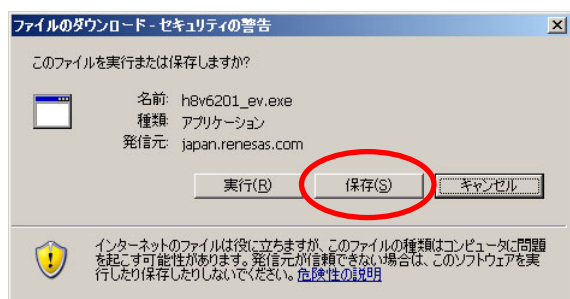 ファイルのダウンロード - セキュリティの警告
このファイルを実行または保存しますか?
名前: h8v6201_ev.exe
種類: アプリケーション
発信元: japan.renesas.com
実行(R) 保存(S) キャンセル
インターネットのファイルは役に立ちますが、このファイルの種類はコンピュータに問題
を起こす可能性があります。発信元が信頼できない場合は、このソフトウェアを実
行したり保存したりしないでください。危険性の説明